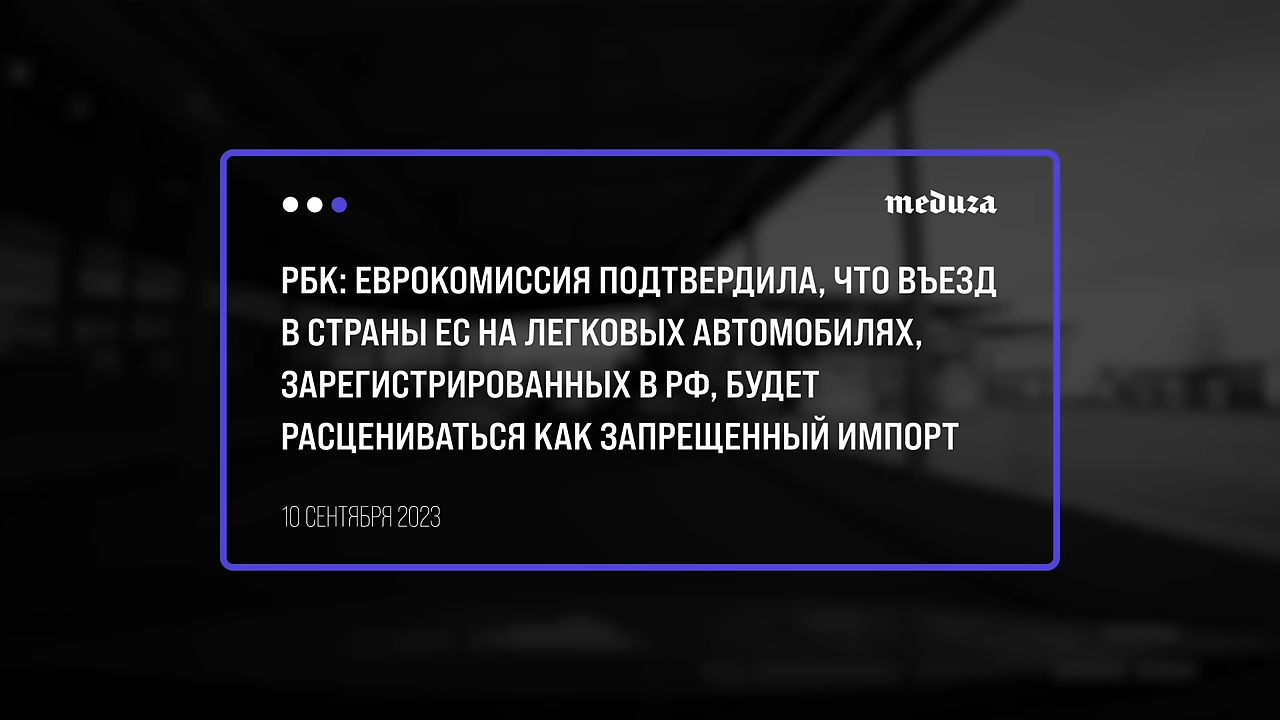 meduza
РБК: ЕВРОКОМИССИЯ ПОДТВЕРДИЛА, ЧТО ВЪЕЗД
В СТРАНЫ ЕС НА ЛЕГКОВЫХ АВТОМОБИЛЯХ,
ЗАРЕГИСТРИРОВАННЫХ В РФ, БУДЕТ
РАСЦЕНИВАТЬСЯ КАК ЗАПРЕЩЕННЫЙ ИМПОРТ
10 СЕНТЯБРЯ 2023